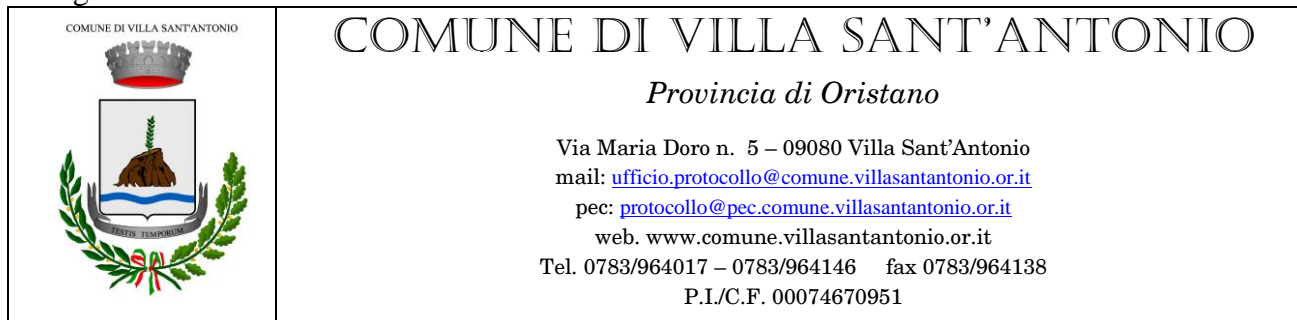 COMUNE DI VILLA SANT'ANTONIO
TESTIS TEMPORUM
COMUNE DI VILLA SANT'ANTONIO
Provincia di Oristano
Via Maria Doro n. 5 – 09080 Villa Sant'Antonio
mail: ufficio.protocollo@comune.villasantantonio.or.it
pec: protocollo@pec.comune.villasantantonio.or.it
web. www.comune.villasantantonio.or.it
Tel. 0783/964017 – 0783/964146 fax 0783/964138
P.I./C.F. 00074670951